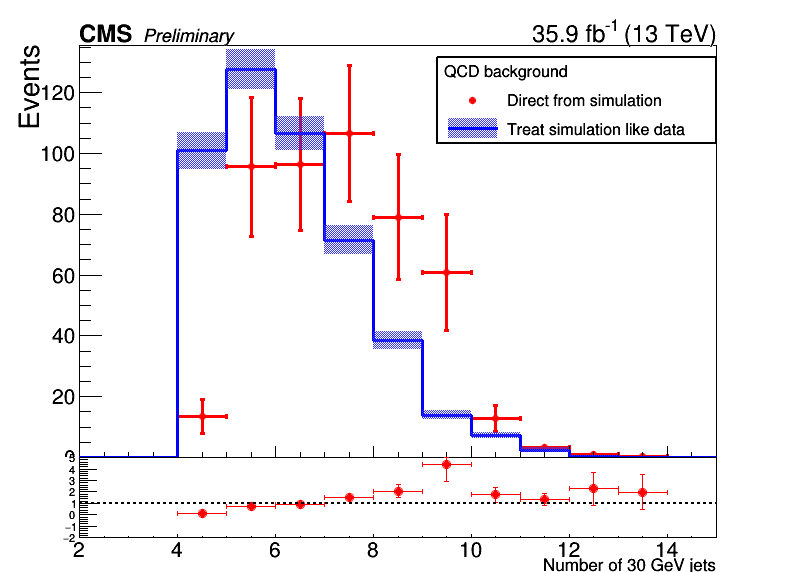 CMS Preliminary 35.9 fb-1 (13 TeV)
Events
QCD background
Direct from simulation
Treat simulation like data
120
100
80
60
40
20
0
5
4
3
2
1
0
−1
−2
2 4 6 8 10 12 14
Number of 30 GeV jets